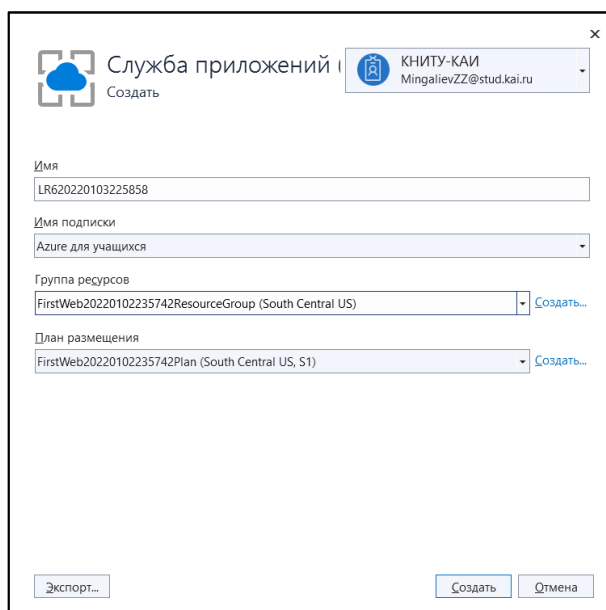 Служба приложений (
Создать
КНИТУ-КАИ
MingalievZZ@stud.kai.ru
Имя
LR620220103225858
Имя подписки
Azure для учащихся
Группа ресурсов
FirstWeb20220102235742ResourceGroup (South Central US)
Создать...
План размещения
FirstWeb20220102235742Plan (South Central US, S1)
Создать...
Экспорт...
Создать
Отмена